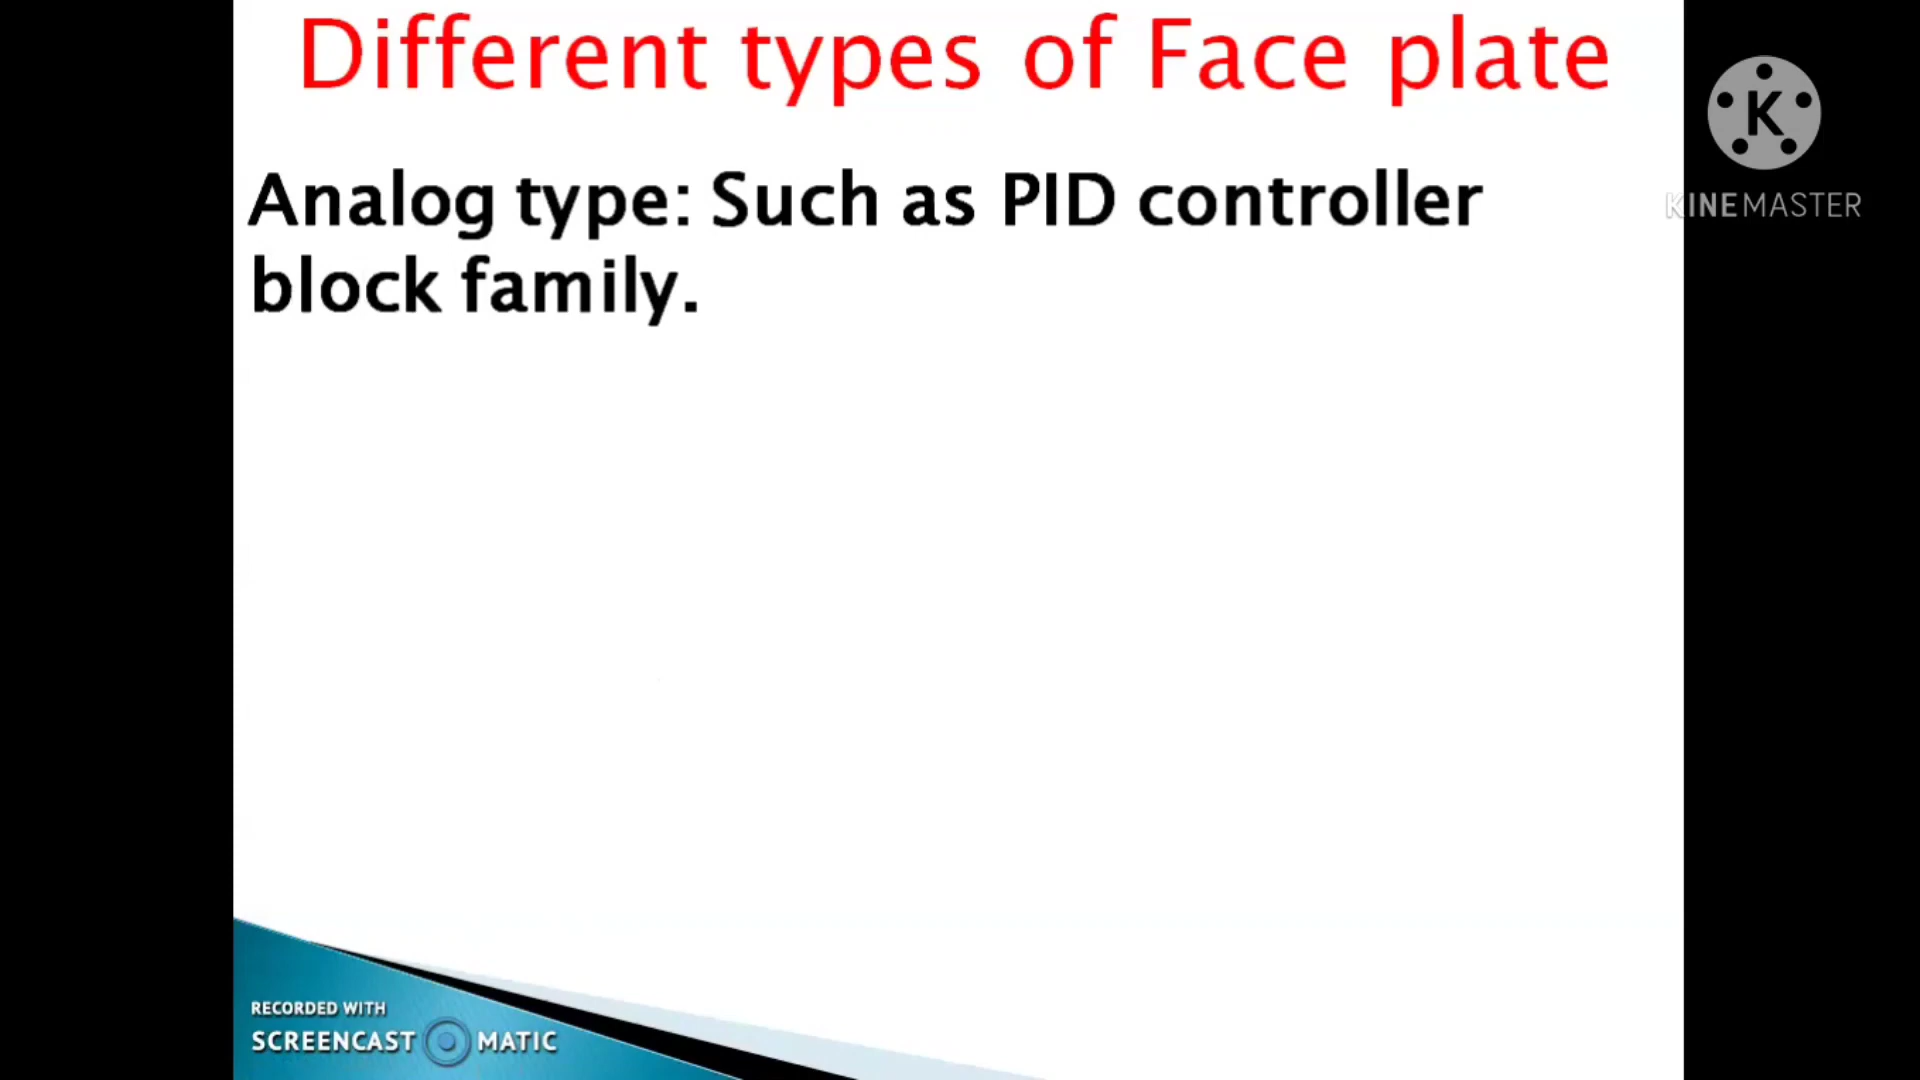 Different types of Face plate
K
KINEMASTER
Analog type: Such as PID controller
block family.
RECORDED WITH
SCREENCAST MATIC